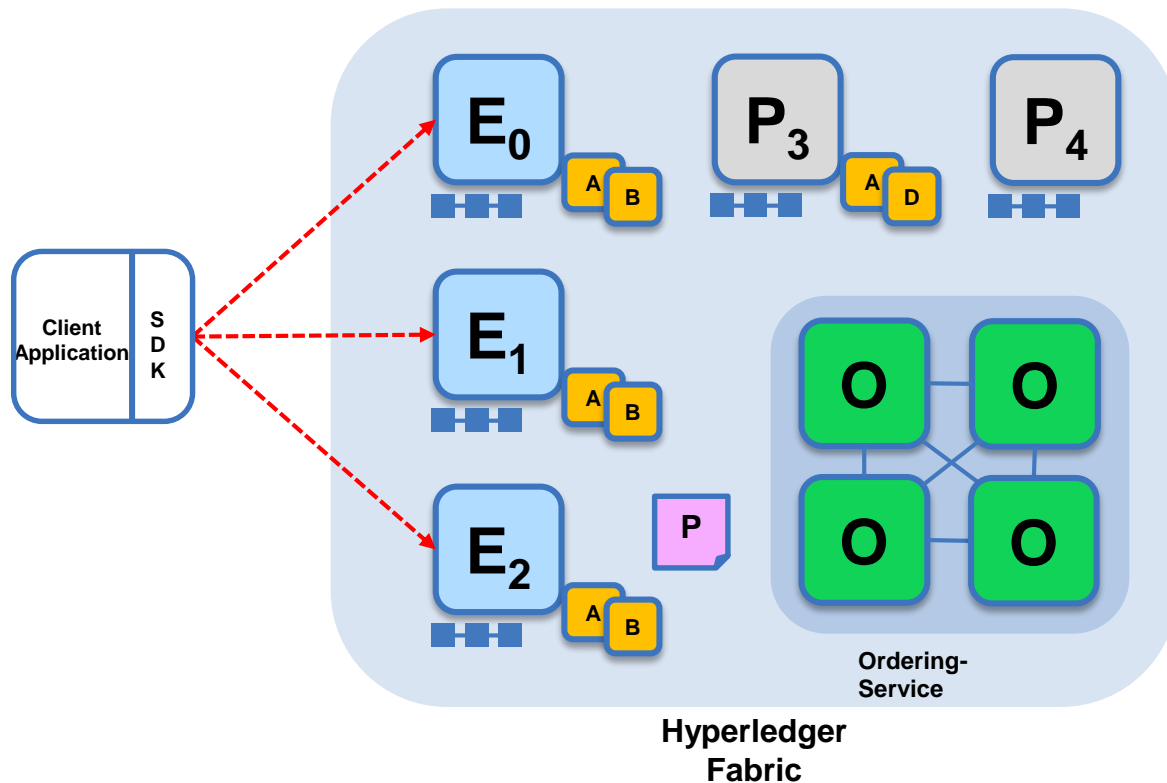 E0
P3
P4
A
B
A
D
Client
Application
S
D
K
E1
A
B
O
O
E2
P
O
O
A
B
Ordering-
Service
Hyperledger
Fabric